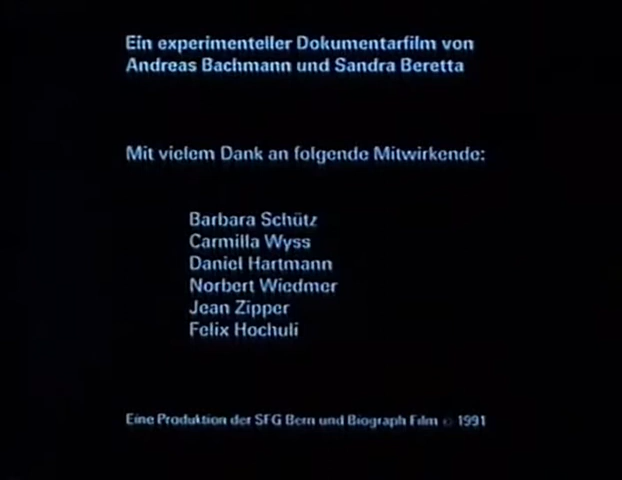 Ein experimenteller Dokumentarfilm von
Andreas Bachmann und Sandra Beretta
Mit vielem Dank an folgende Mitwirkende:
Barbara Schütz
Carmilla Wyss
Daniel Hartmann
Norbert Wiedmer
Jean Zipper
Felix Hochuli
Eine Produktion der SFG Bern und Biograph Film © 1991